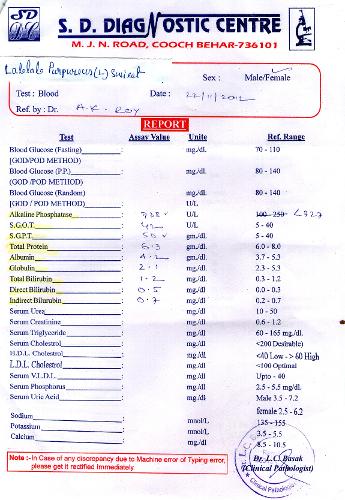 SD
DC
S. D. DIAGNOSTIC CENTRE
M. J. N. ROAD, COOCH BEHAR-736101
Sex : Male/Female
Test : Blood Date : 22/11/2012
Ref. by : Dr. A.K. Roy
REPORT
Test Assay Value Units Ref. Range
Blood Glucose (Fasting) : mg./dl. 70 - 110
[GOD/POD METHOD]
Blood Glucose (P.P.) : mg./dl. 80 - 140
(GOD /POD METHOD)
Blood Glucose (Random) : mg./dl. 80 - 140
[GOD / POD METHOD) U/L
Alkaline Phosphatase : U/L 100 - 250 <327
S.G.O.T. : U/L 5 - 40
S.G.P.T. : gm./dl. 5 - 40
Total Protein : 6.3 gm./dl. 6.0 - 8.0
Albumin : 4.2 gm./dl. 3.7 - 5.3
Globulin : 2.1 mg./dl 2.3 - 5.3
Total Bilirubin : 1.2 mg./dl 0.3 - 1.2
Direct Bilirubin : 0.5 mg./dl 0.0 - 0.3
Indirect Bilurubin : 0.7 mg./dl 0.2 - 0.7
Serum Urea : mg./dl 10 - 50
Serum Creatinine : mg./dl 0.6 - 1.2
Serum Triglyceride : mg./dl 60 - 165 mg./dl.
Serum Cholestrol : mg./dl <200 Desirable)
H.D.L. Cholestrol : mg./dl <40 Low - > 60 High
L.D.L. Cholestrol : mg./dl <100 Optimal
Serum V.L.D.L. : mg./dl Upto - 40
Serum Phosphorus : mg./dl 2.5 - 5.5 mg/dl.
Serum Uric Acid : mg./dl Male 3.5 - 7.2
female 2.5 - 6.2
Sodium : mmol/L 135 - 155
Potassium : mmol/L 3.5 - 5.5
Calcium : mg./dl 8.5 - 10.5
Note :- In Case of any discrepancy due to Machine error of Typing error,
please get it rectified Immediately.
Dr. L.C. Basak
(Clinical Pathologist)